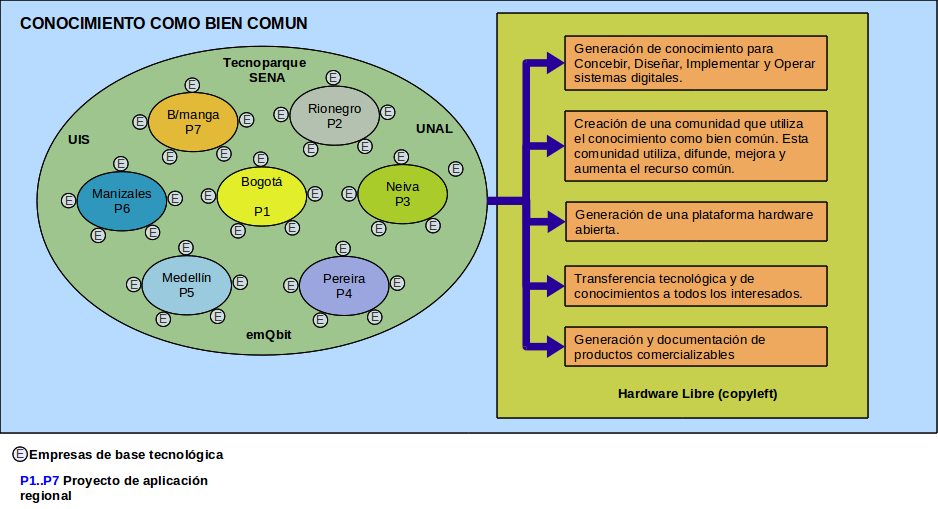 CONOCIMIENTO COMO BIEN COMUN
Tecnoparque
SENA
UIS
UNAL
B/manga
P7
E
E
E
E
E
Rionegro
P2
E
E
E
E
E
Manizales
P6
E
E
E
E
E
Bogotá
P1
E
E
E
E
E
Neiva
P3
E
E
E
E
E
Medellín
P5
E
E
E
E
E
Pereira
P4
E
E
E
E
E
emQbit
Generación de conocimiento para
Concebir, Diseñar, Implementar y Operar
sistemas digitales.
Creación de una comunidad que utiliza
el conocimiento como bien común. Esta
comunidad utiliza, difunde, mejora y
aumenta el recurso común.
Generación de una plataforma hardware
abierta.
Transferencia tecnológica y de
conocimientos a todos los interesados.
Generación y documentación de
productos comercializables
Hardware Libre (copyleft)
E Empresas de base tecnológica
P1..P7 Proyecto de aplicación
regional